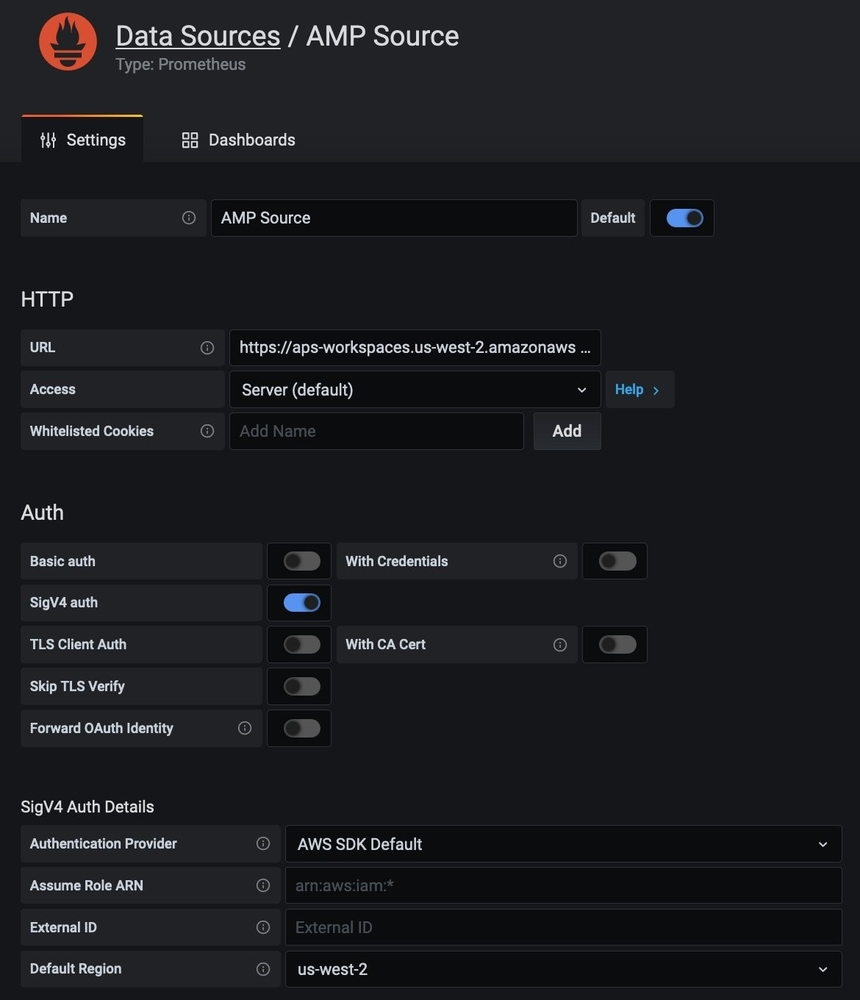 Data Sources / AMP Source
Type: Prometheus
Settings Dashboards
Name AMP Source Default
HTTP
URL https://aps-workspaces.us-west-2.amazonaws ...
Access Server (default) Help >
Whitelisted Cookies Add Name Add
Auth
Basic auth With Credentials
SigV4 auth
TLS Client Auth With CA Cert
Skip TLS Verify
Forward OAuth Identity
SigV4 Auth Details
Authentication Provider AWS SDK Default
Assume Role ARN arn:aws:iam:*
External ID External ID
Default Region us-west-2